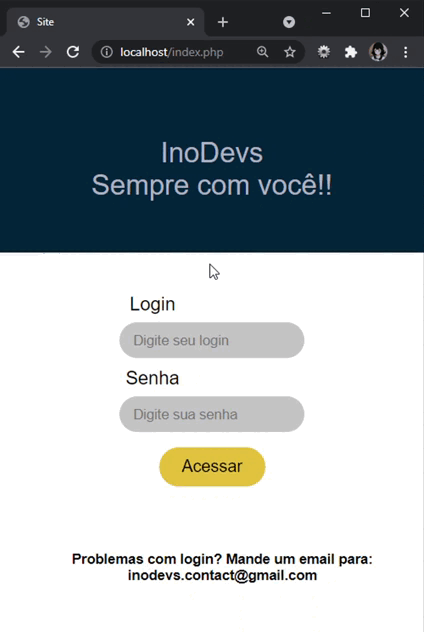 Site
localhost/index.php
InoDevs
Sempre com você!!
Login
Digite seu login
Senha
Digite sua senha
Acessar
Problemas com login? Mande um email para:
inodevs.contact@gmail.com